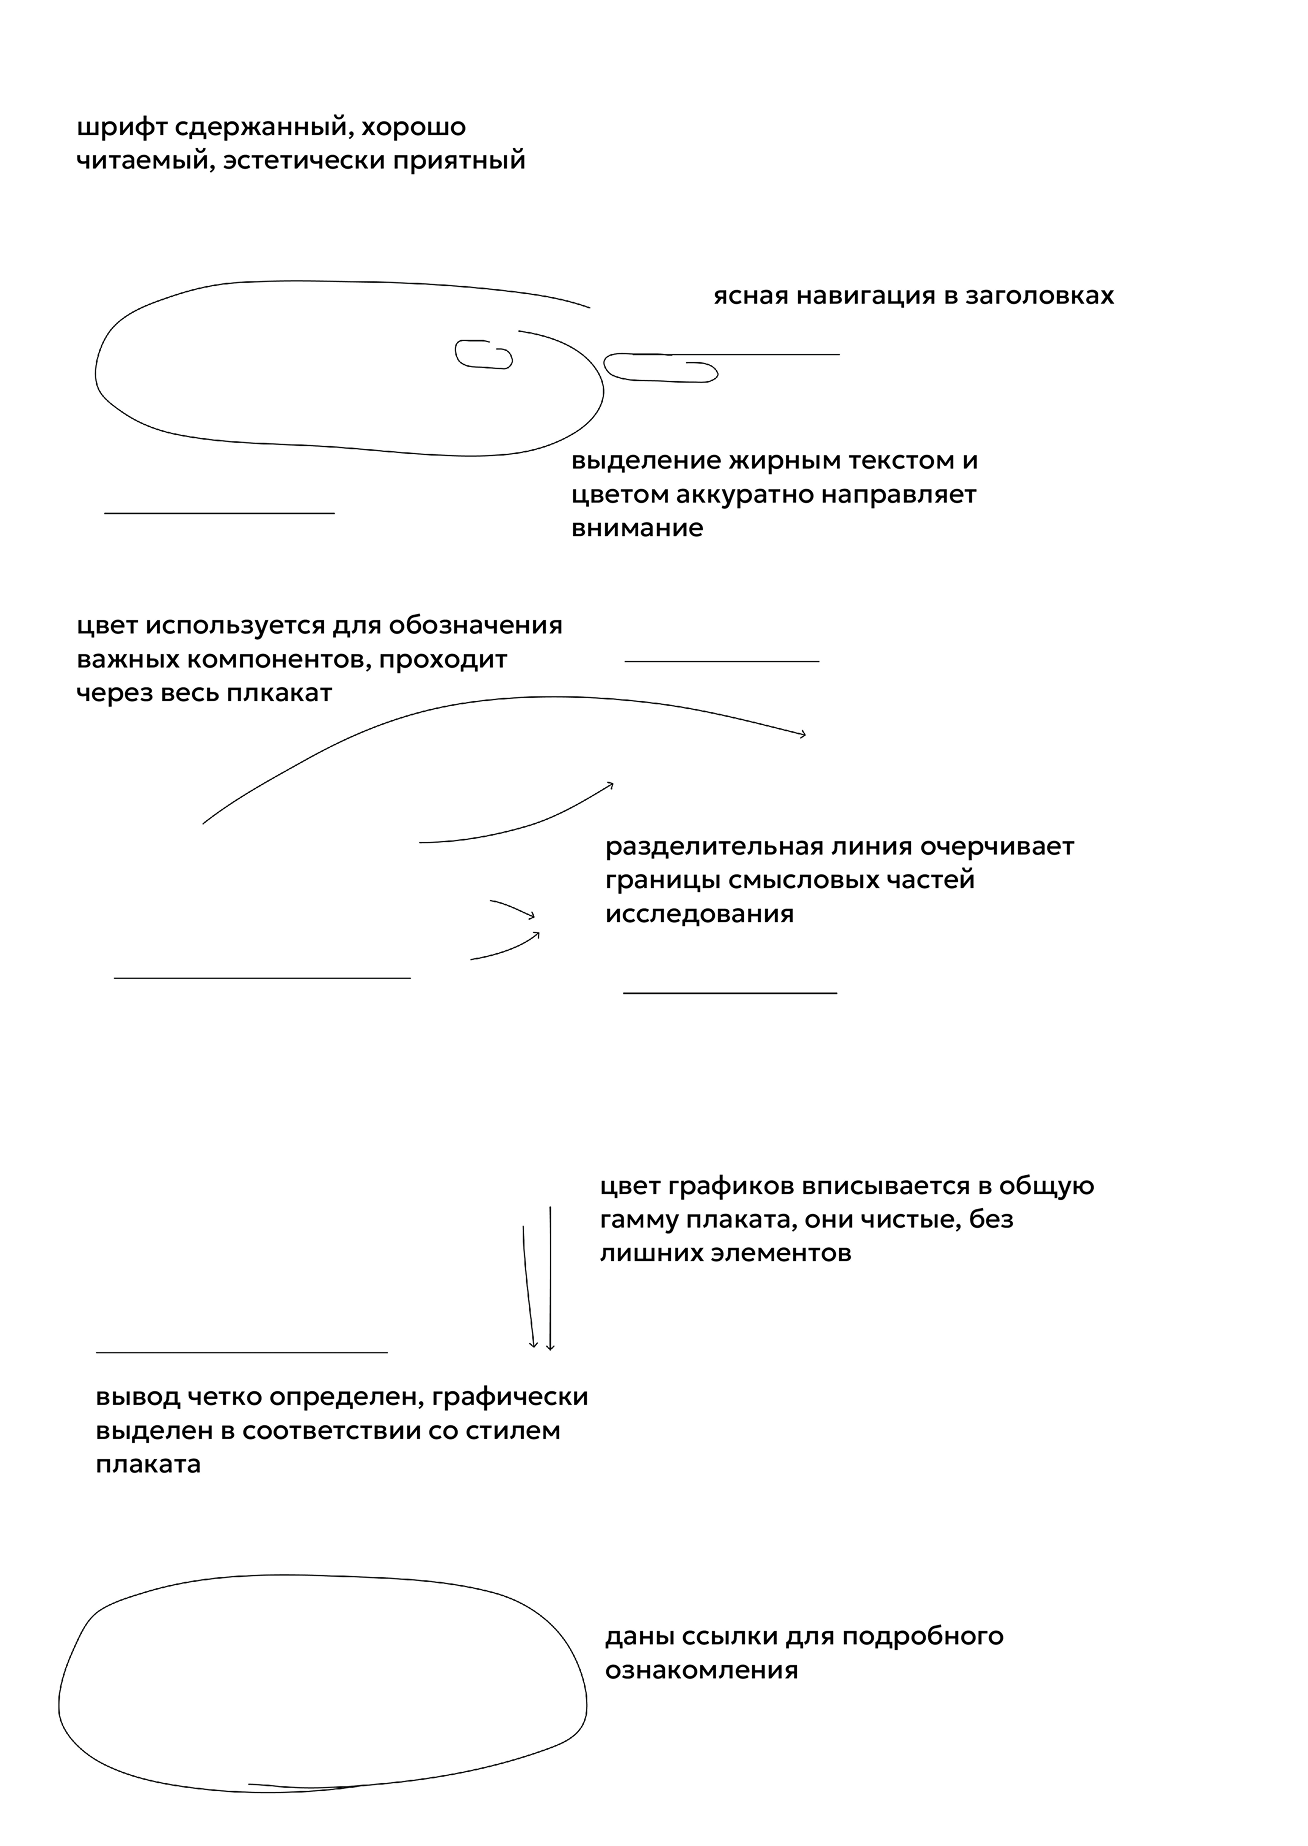 шрифт сдержанный, хорошо
читаемый, эстетически приятный
ясная навигация в заголовках
выделение жирным текстом и
цветом аккуратно направляет
внимание
цвет используется для обозначения
важных компонентов, проходит
через весь плкакат
разделительная линия очерчивает
границы смысловых частей
исследования
цвет графиков вписывается в общую
гамму плаката, они чистые, без
лишних элементов
вывод четко определен, графически
выделен в соответствии со стилем
плаката
даны ссылки для подробного
ознакомления